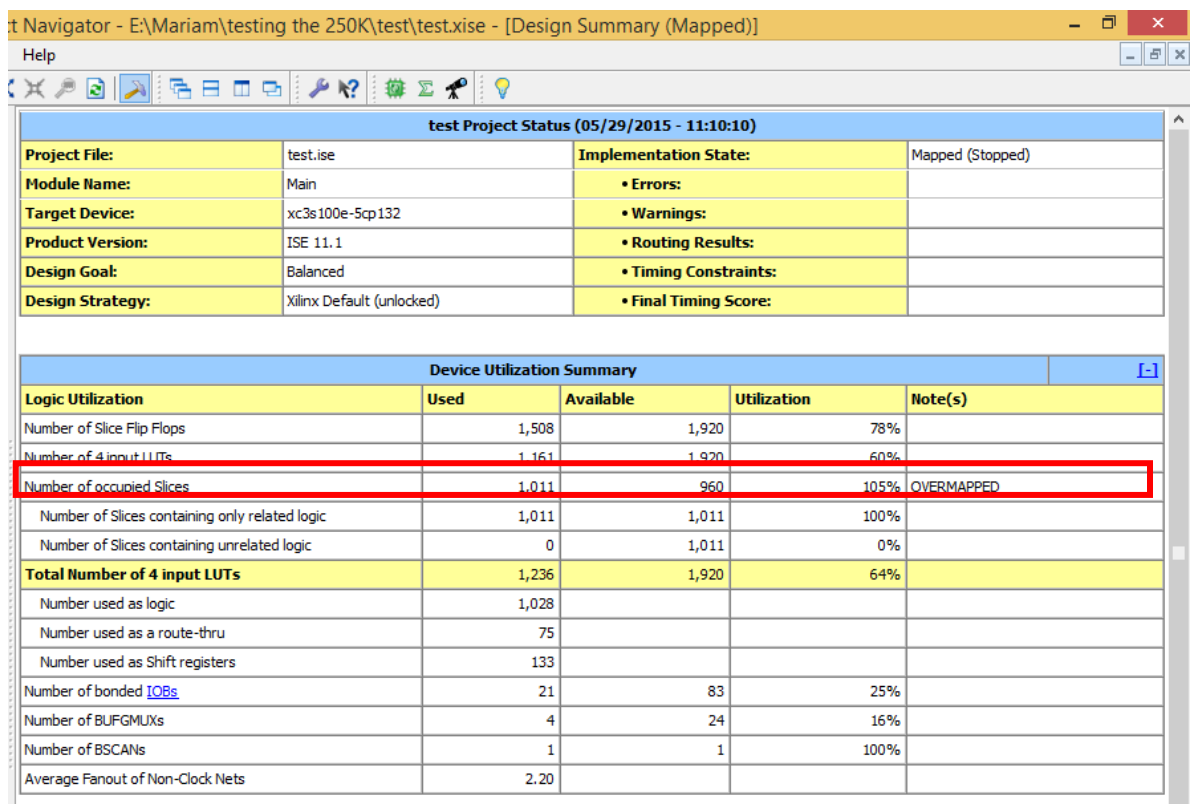 ct Navigator - E:\Mariam\testing the 250K\test\test.xise - [Design Summary (Mapped)]
Help
test Project Status (05/29/2015 - 11:10:10)
Project File: test.ise Implementation State: Mapped (Stopped)
Module Name: Main • Errors:
Target Device: xc3s100e-5cp132 • Warnings:
Product Version: ISE 11.1 • Routing Results:
Design Goal: Balanced • Timing Constraints:
Design Strategy: Xilinx Default (unlocked) • Final Timing Score:
Device Utilization Summary [-]
Logic Utilization Used Available Utilization Note(s)
Number of Slice Flip Flops 1,508 1,920 78%
Number of 4 input LUTs 1,161 1,920 60%
Number of occupied Slices 1,011 960 105% OVERMAPPED
Number of Slices containing only related logic 1,011 1,011 100%
Number of Slices containing unrelated logic 0 1,011 0%
Total Number of 4 input LUTs 1,236 1,920 64%
Number used as logic 1,028
Number used as a route-thru 75
Number used as Shift registers 133
Number of bonded IOBs 21 83 25%
Number of BUFGMUXs 4 24 16%
Number of BSCANs 1 1 100%
Average Fanout of Non-Clock Nets 2.20